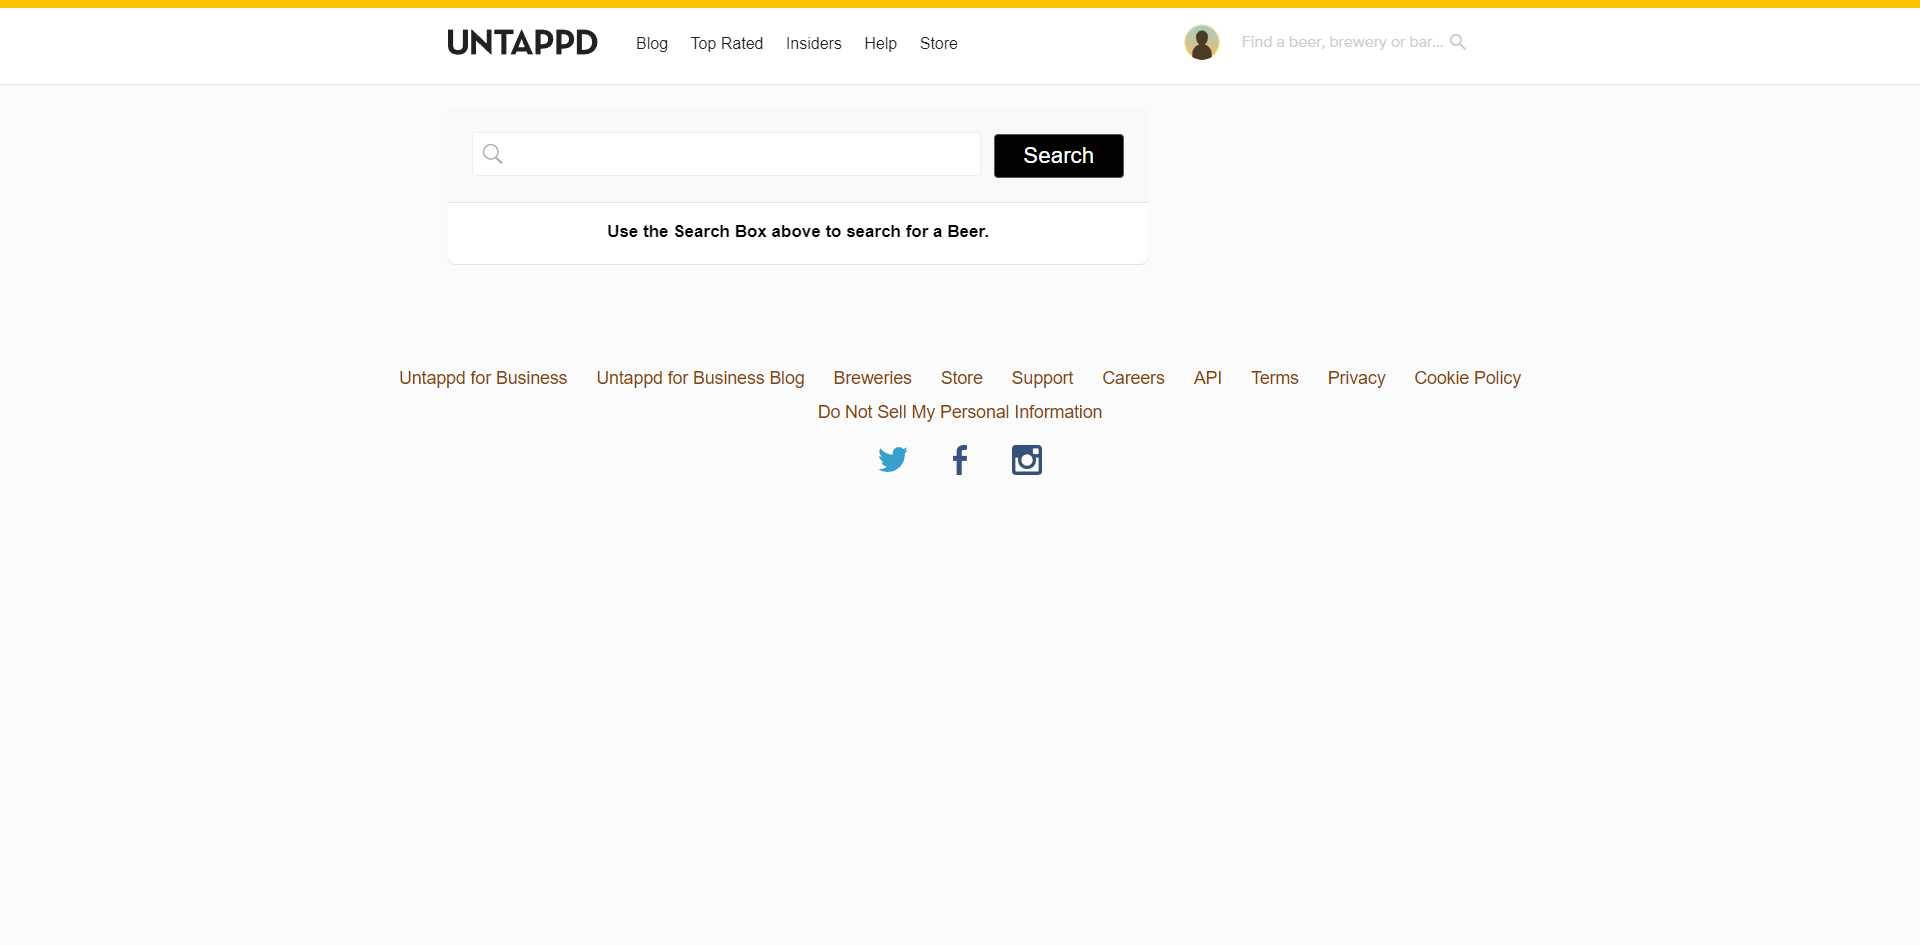 UNTAPPD Blog Top Rated Insiders Help Store Find a beer, brewery or bar...
Search
Use the Search Box above to search for a Beer.
Untappd for Business Untappd for Business Blog Breweries Store Support Careers API Terms Privacy Cookie Policy
Do Not Sell My Personal Information